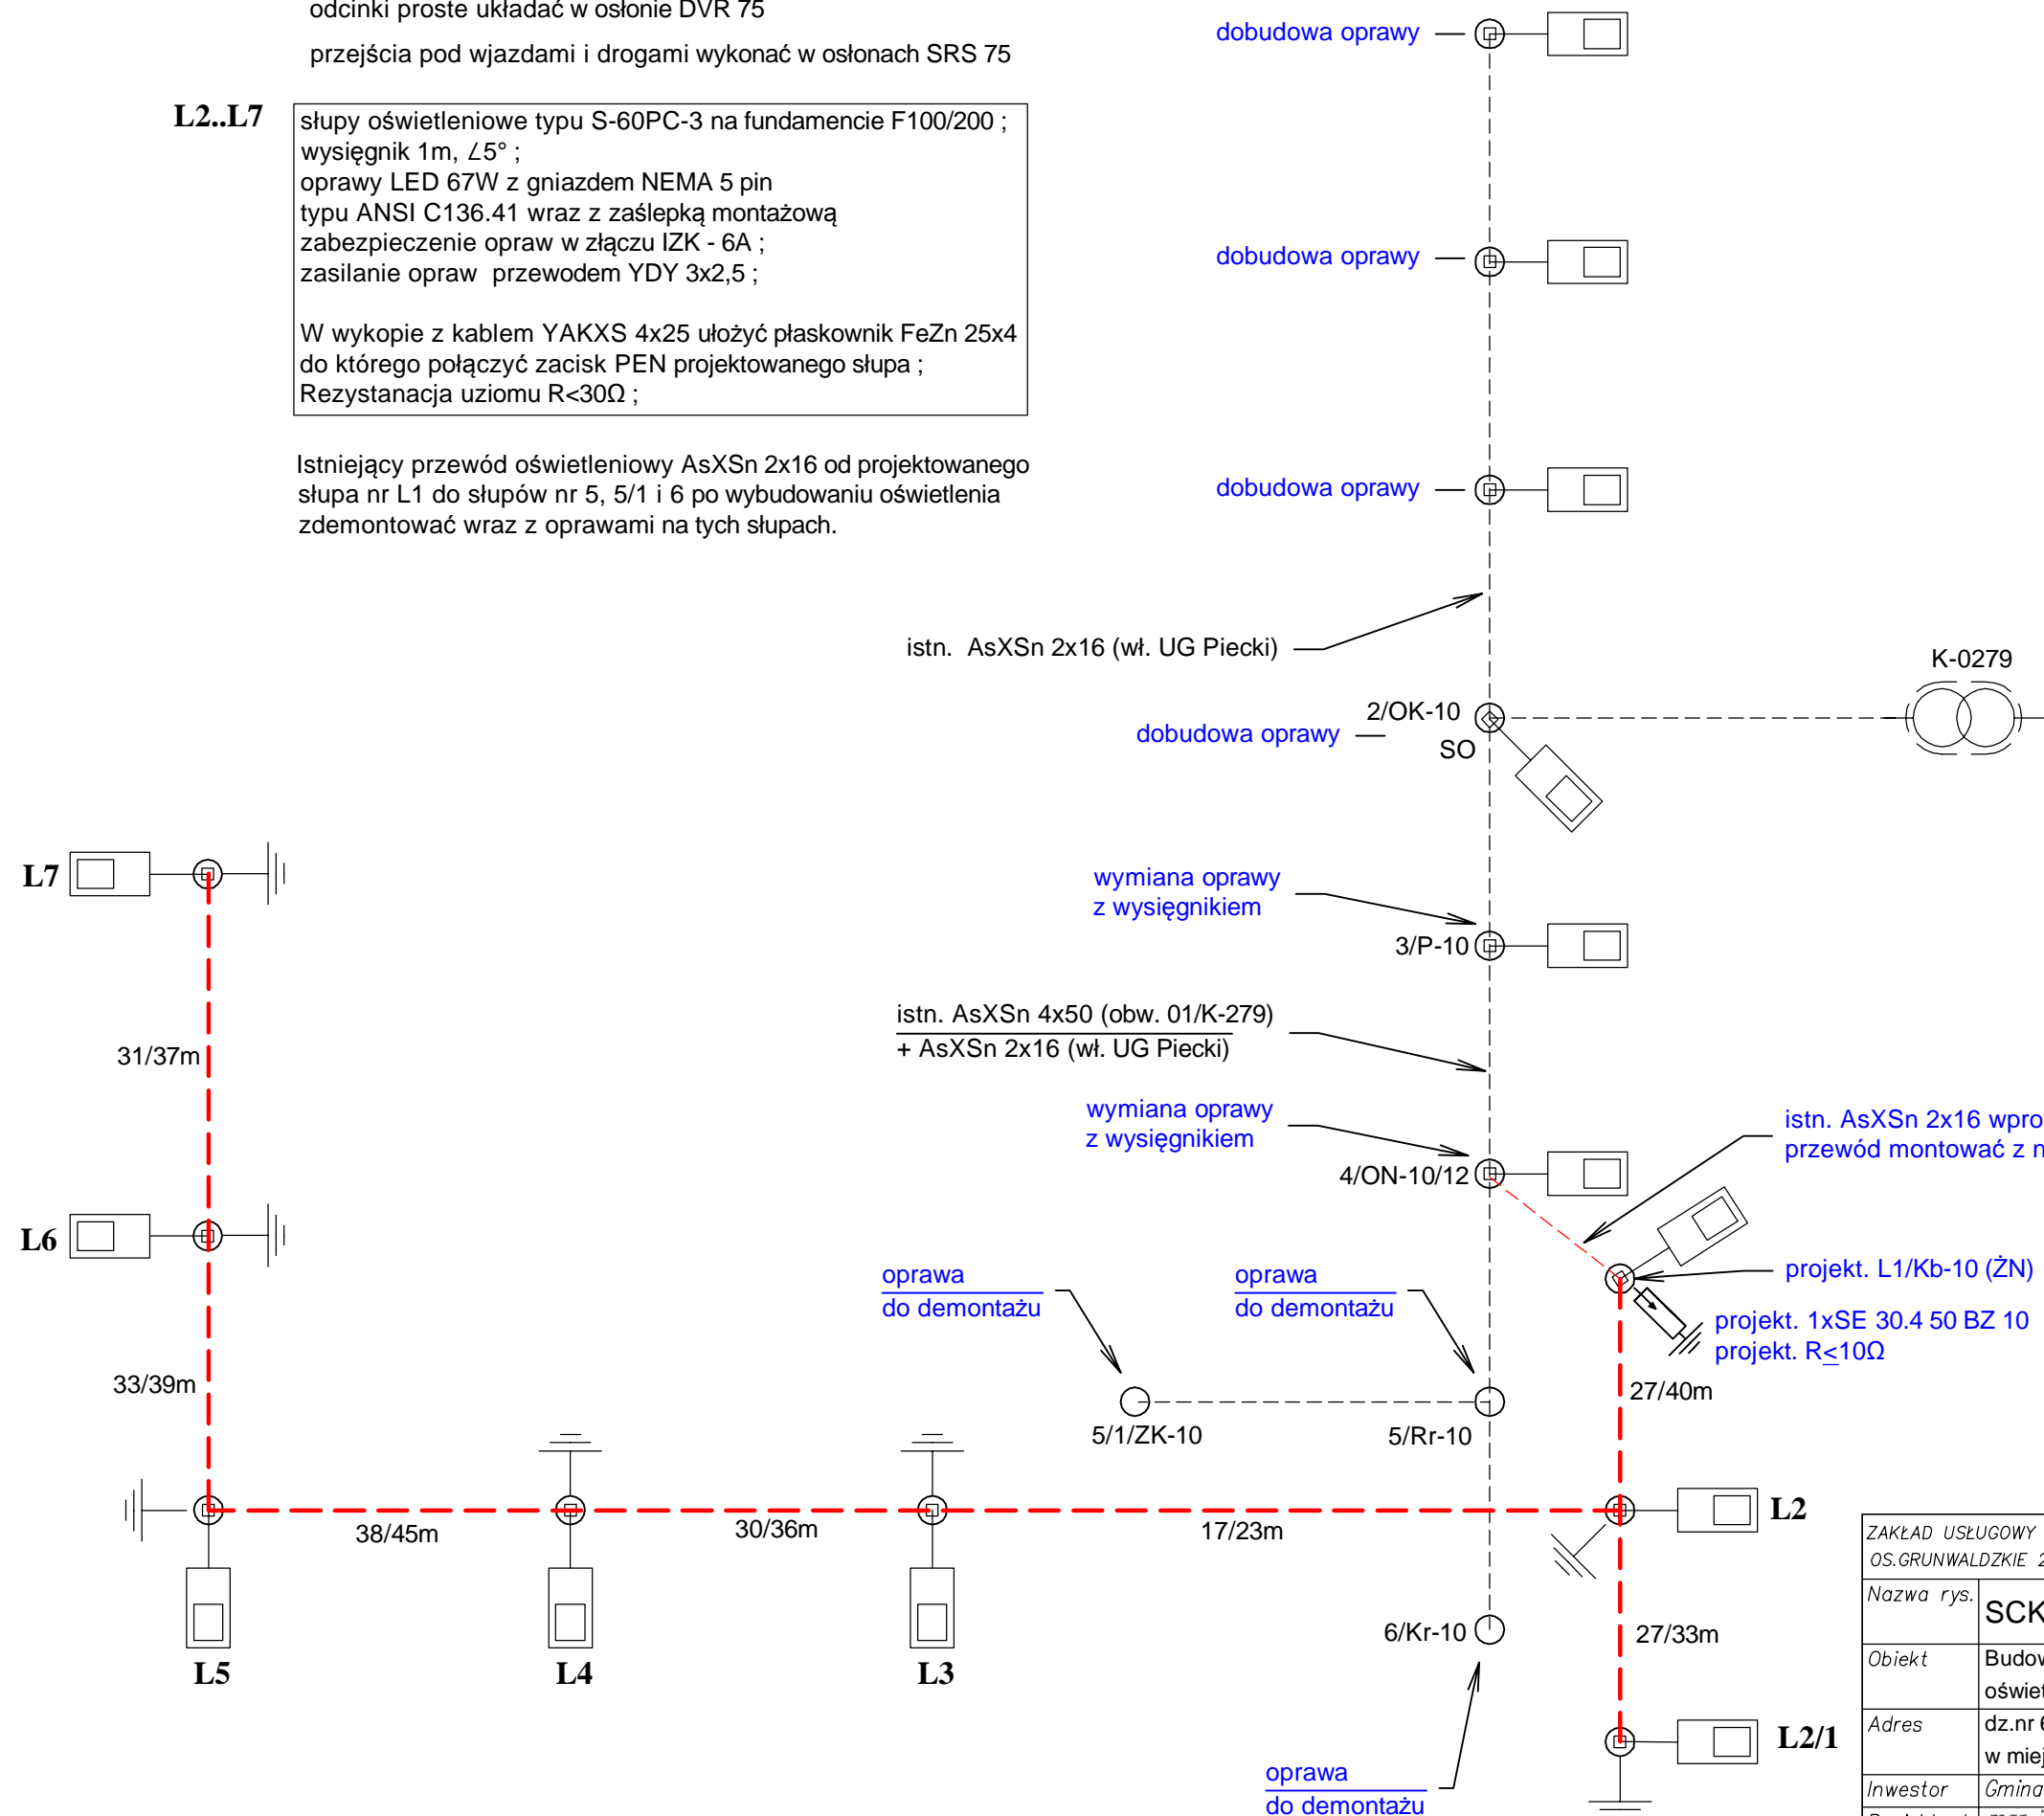 odcinki proste układać w osłonie DVR 75
przejścia pod wjazdami i drogami wykonać w osłonach SRS 75
L2..L7
słupy oświetleniowe typu S-60PC-3 na fundamencie F100/200 ;
wysięgnik 1m, ∠5° ;
oprawy LED 67W z gniazdem NEMA 5 pin
typu ANSI C136.41 wraz z zaślepką montażową
zabezpieczenie opraw w złączu IZK - 6A ;
zasilanie opraw przewodem YDY 3x2,5 ;
W wykopie z kablem YAKXS 4x25 ułożyć płaskownik FeZn 25x4
do którego połączyć zacisk PEN projektowanego słupa ;
Rezystanacja uziomu R<30Ω ;
Istniejący przewód oświetleniowy AsXSn 2x16 od projektowanego
słupa nr L1 do słupów nr 5, 5/1 i 6 po wybudowaniu oświetlenia
zdemontować wraz z oprawami na tych słupach.
dobudowa oprawy
dobudowa oprawy
dobudowa oprawy
istn. AsXSn 2x16 (wł. UG Piecki)
K-0279
2/OK-10
dobudowa oprawy
SO
L7
wymiana oprawy
z wysięgnikiem
3/P-10
istn. AsXSn 4x50 (obw. 01/K-279)
+ AsXSn 2x16 (wł. UG Piecki)
31/37m
wymiana oprawy
z wysięgnikiem
4/ON-10/12
istn. AsXSn 2x16 wpro
przewód montować z n
L6
oprawa
do demontażu
oprawa
do demontażu
projekt. L1/Kb-10 (ŻN)
projekt. 1xSE 30.4 50 BZ 10
projekt. R≤10Ω
33/39m
27/40m
5/1/ZK-10
5/Rr-10
38/45m
30/36m
17/23m
L2
6/Kr-10
27/33m
L5
L4
L3
L2/1
oprawa
do demontażu
ZAKŁAD USŁUGOWY
OS.GRUNWALDZKIE 2
Nazwa rys.
SCK
Obiekt
Budow
oświet
Adres
dz.nr 6
w miej
Inwestor
Gmina